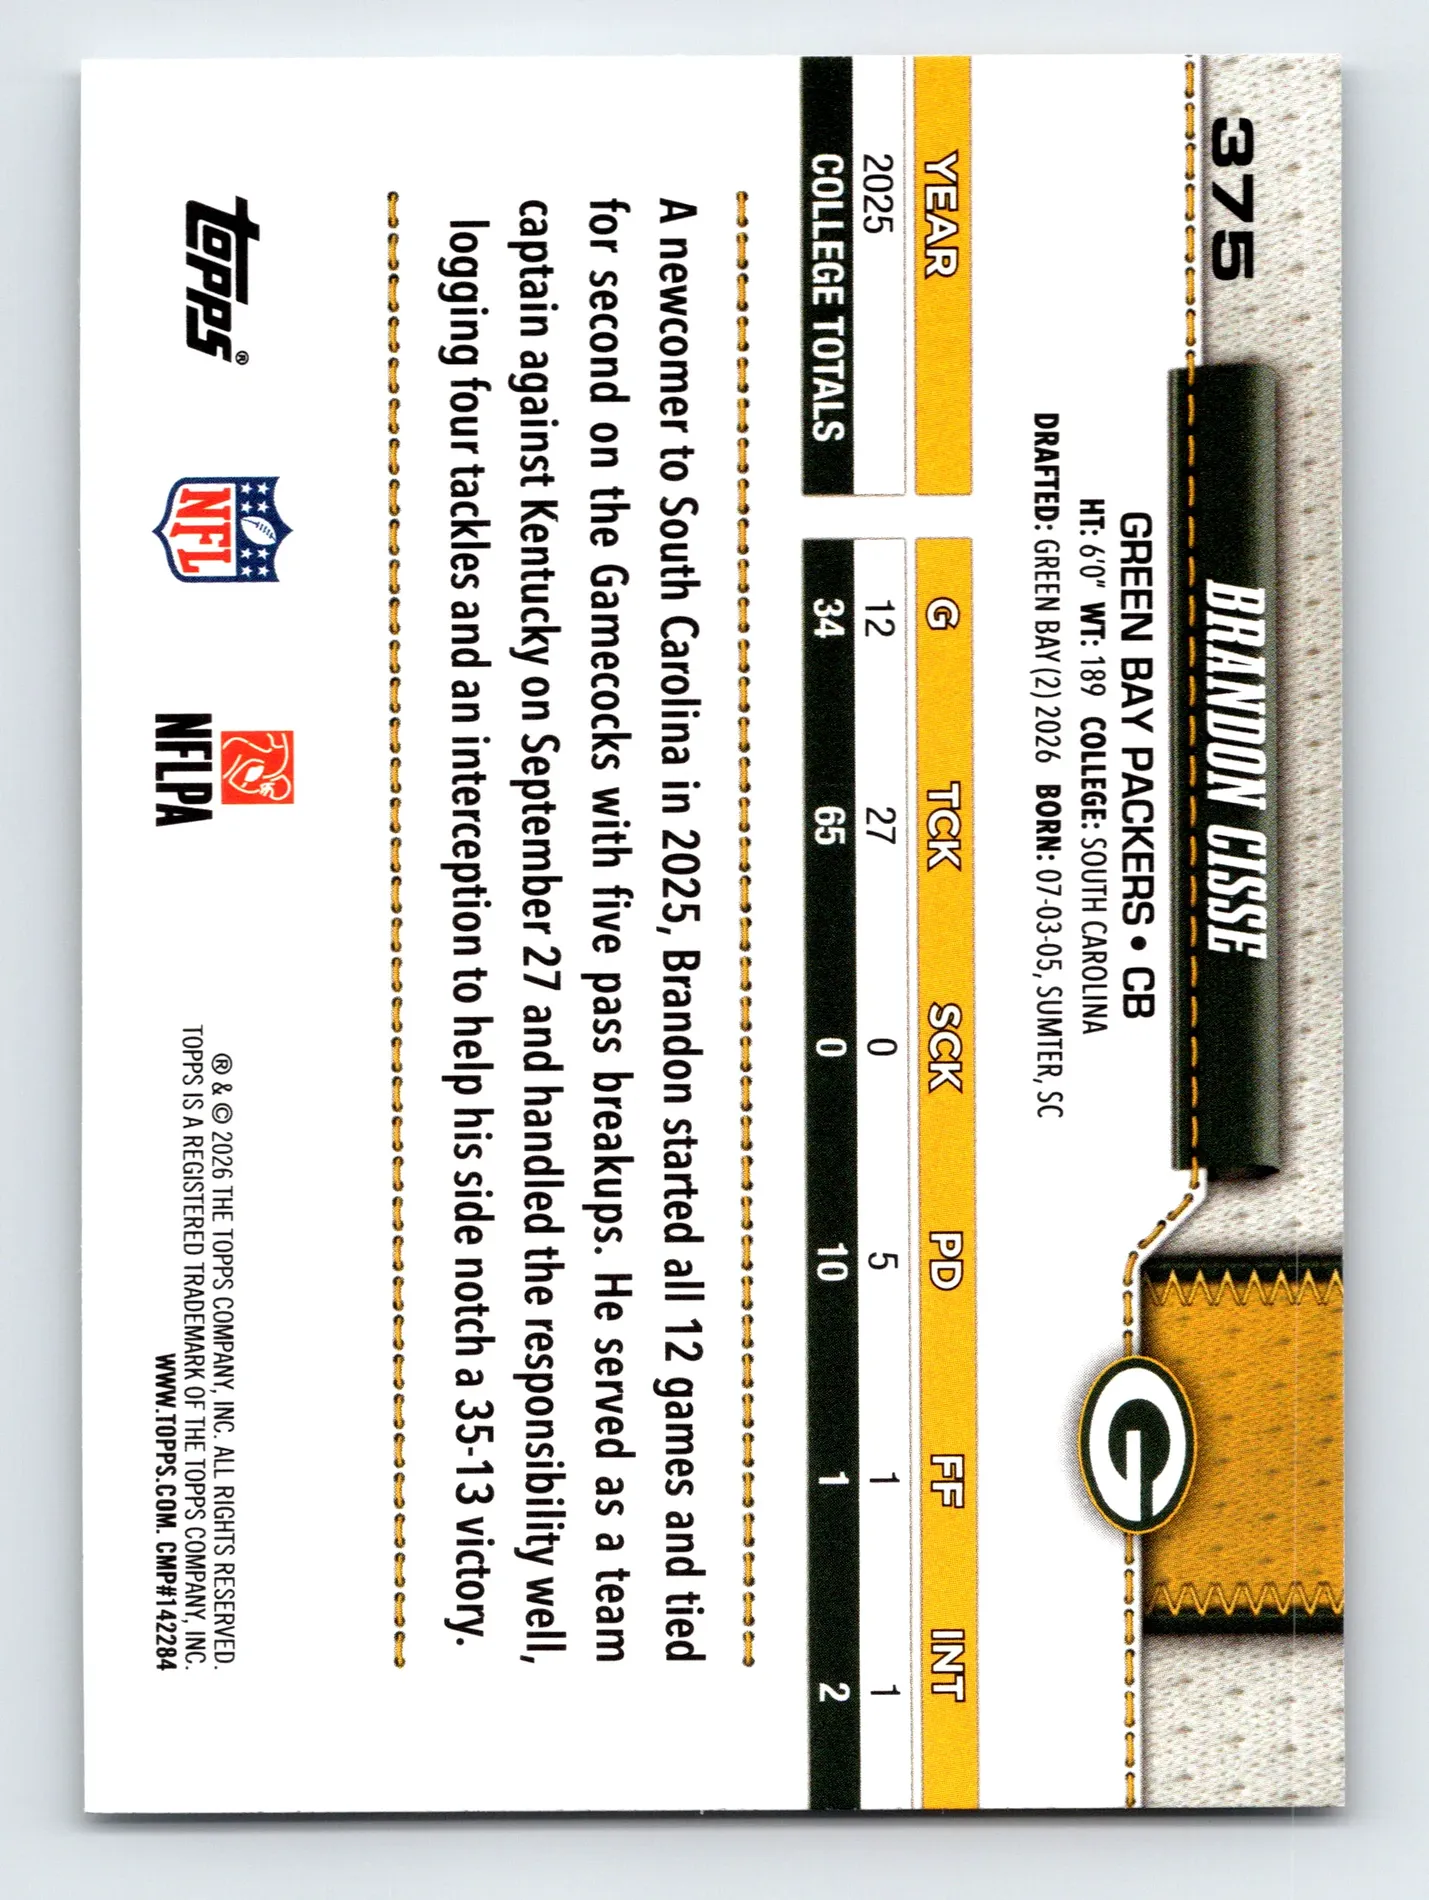 375
BRANDON CISSE
GREEN BAY PACKERS • CB
HT: 6'0" WT: 189 COLLEGE: SOUTH CAROLINA
DRAFTED: GREEN BAY (2) 2026 BORN: 07-03-05, SUMTER, SC
G
YEAR G TCK SCK PD FF INT
2025 12 27 0 5 1 1
COLLEGE TOTALS 34 65 0 10 1 2
A newcomer to South Carolina in 2025, Brandon started all 12 games and tied
for second on the Gamecocks with five pass breakups. He served as a team
captain against Kentucky on September 27 and handled the responsibility well,
logging four tackles and an interception to help his side notch a 35-13 victory.
topps®
NFL
NFLPA
® & © 2026 THE TOPPS COMPANY, INC. ALL RIGHTS RESERVED.
TOPPS IS A REGISTERED TRADEMARK OF THE TOPPS COMPANY, INC.
WWW.TOPPS.COM. CMP#142284